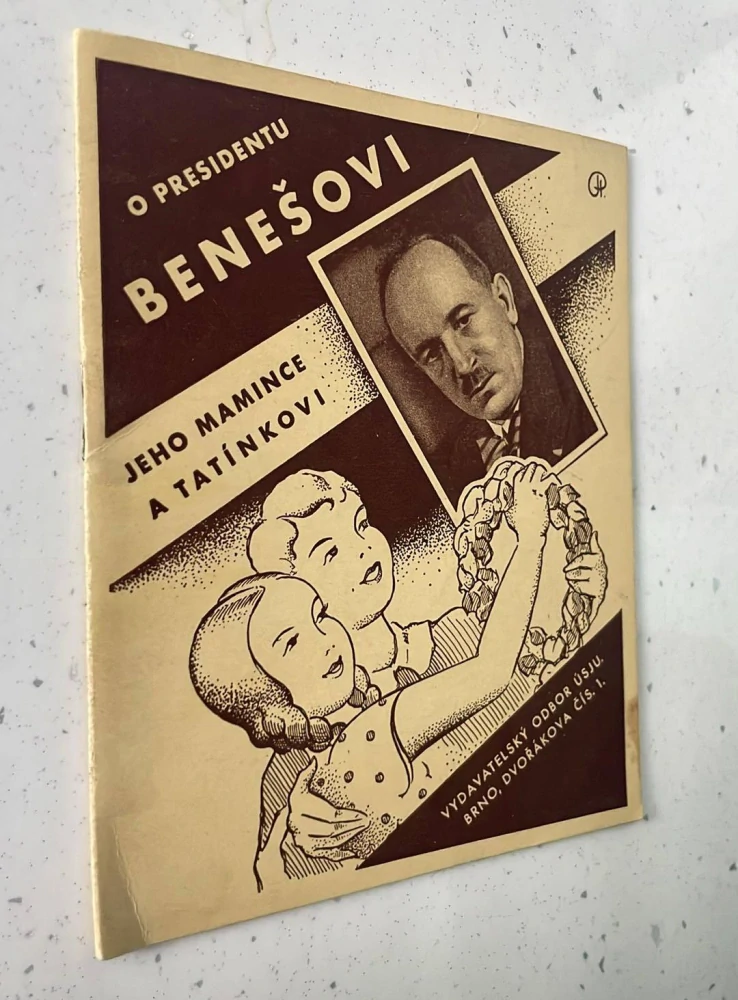 O PRESIDENTU
BENEŠOVI
JEHO MAMINCE
A TATÍNKOVI
VYDAVATELSKÝ ODBOR ÚSJU.
BRNO, DVOŘÁKOVA ČÍS. 1.